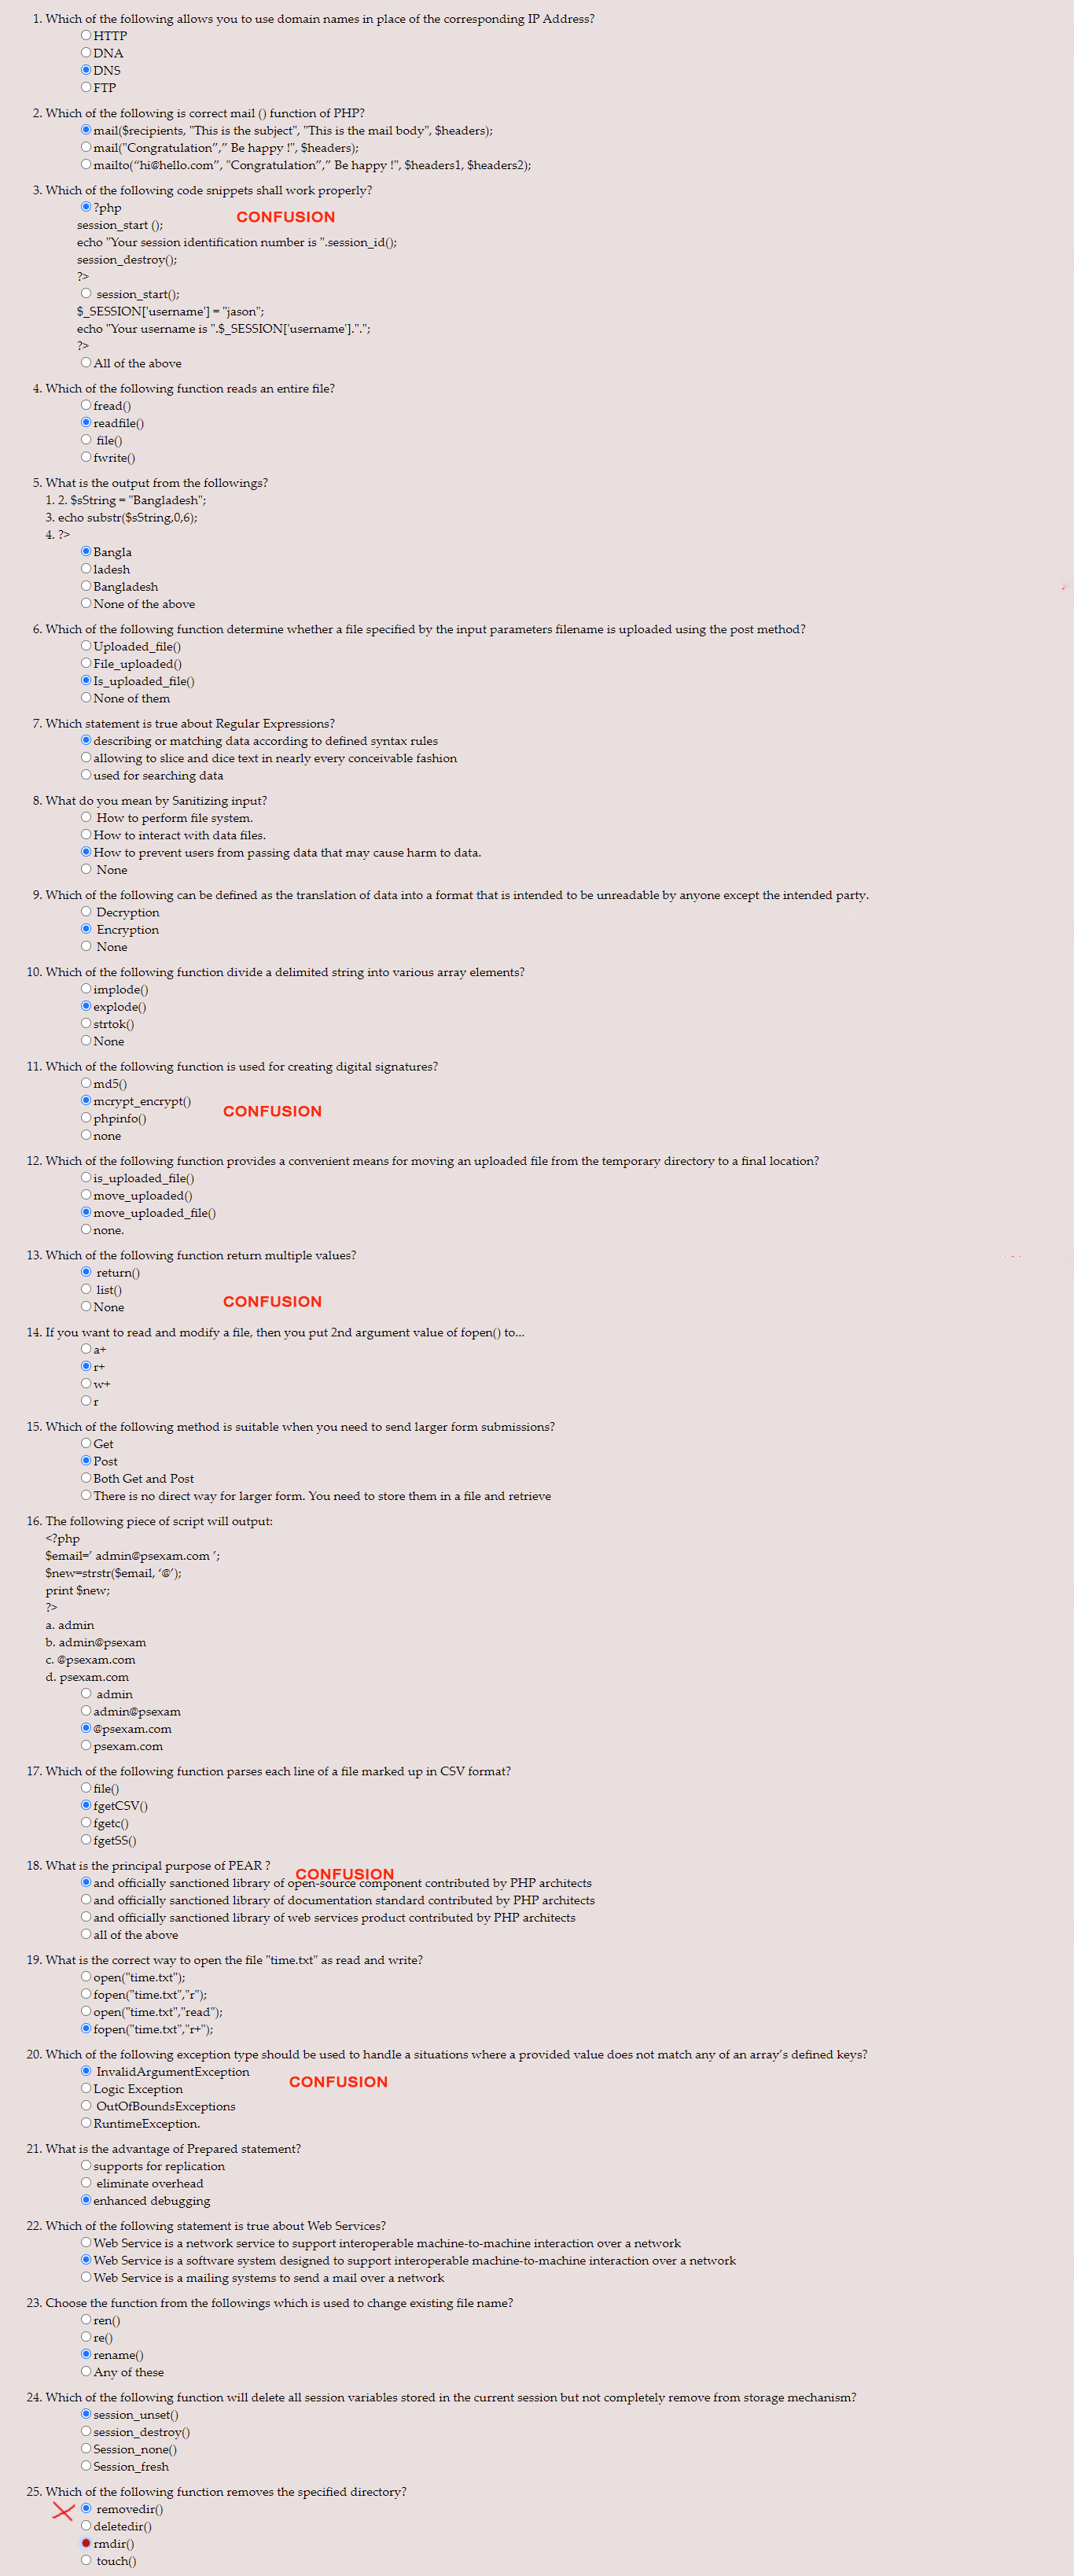 1. Which of the following allows you to use domain names in place of the corresponding IP Address?
HTTP
DNA
DNS
FTP
2. Which of the following is correct mail () function of PHP?
mail($recipients, "This is the subject", "This is the mail body", $headers);
mail("Congratulation”,” Be happy !", $headers);
mailto(“hi@hello.com”, "Congratulation”,” Be happy !", $headers1, $headers2);
3. Which of the following code snippets shall work properly?
?php
CONFUSION
session_start ();
echo "Your session identification number is ".session_id();
session_destroy();
?>
session_start();
$_SESSION['username'] = "jason";
echo "Your username is ".$_SESSION['username'].".";
?>
All of the above
4. Which of the following function reads an entire file?
fread()
readfile()
file()
fwrite()
5. What is the output from the followings?
1. 2. $sString = "Bangladesh";
3. echo substr($sString,0,6);
4. ?>
Bangla
ladesh
Bangladesh
None of the above
6. Which of the following function determine whether a file specified by the input parameters filename is uploaded using the post method?
Uploaded_file()
File_uploaded()
Is_uploaded_file()
None of them
7. Which statement is true about Regular Expressions?
describing or matching data according to defined syntax rules
allowing to slice and dice text in nearly every conceivable fashion
used for searching data
8. What do you mean by Sanitizing input?
How to perform file system.
How to interact with data files.
How to prevent users from passing data that may cause harm to data.
None
9. Which of the following can be defined as the translation of data into a format that is intended to be unreadable by anyone except the intended party.
Decryption
Encryption
None
10. Which of the following function divide a delimited string into various array elements?
implode()
explode()
strtok()
None
11. Which of the following function is used for creating digital signatures?
md5()
mcrypt_encrypt()
CONFUSION
phpinfo()
none
12. Which of the following function provides a convenient means for moving an uploaded file from the temporary directory to a final location?
is_uploaded_file()
move_uploaded()
move_uploaded_file()
none.
13. Which of the following function return multiple values?
return()
list()
None
CONFUSION
14. If you want to read and modify a file, then you put 2nd argument value of fopen() to...
a+
r+
w+
r
15. Which of the following method is suitable when you need to send larger form submissions?
Get
Post
Both Get and Post
There is no direct way for larger form. You need to store them in a file and retrieve
16. The following piece of script will output:
<?php
$email=’ admin@psexam.com ’;
$new=strstr($email, ‘@’);
print $new;
?>
a. admin
b. admin@psexam
c. @psexam.com
d. psexam.com
admin
admin@psexam
@psexam.com
psexam.com
17. Which of the following function parses each line of a file marked up in CSV format?
file()
fgetCSV()
fgetc()
fgetSS()
18. What is the principal purpose of PEAR ?
CONFUSION
and officially sanctioned library of open-source component contributed by PHP architects
and officially sanctioned library of documentation standard contributed by PHP architects
and officially sanctioned library of web services product contributed by PHP architects
all of the above
19. What is the correct way to open the file "time.txt" as read and write?
open("time.txt");
fopen("time.txt","r");
open("time.txt","read");
fopen("time.txt","r+");
20. Which of the following exception type should be used to handle a situations where a provided value does not match any of an array’s defined keys?
InvalidArgumentException
CONFUSION
Logic Exception
OutOfBoundsExceptions
RuntimeException.
21. What is the advantage of Prepared statement?
supports for replication
eliminate overhead
enhanced debugging
22. Which of the following statement is true about Web Services?
Web Service is a network service to support interoperable machine-to-machine interaction over a network
Web Service is a software system designed to support interoperable machine-to-machine interaction over a network
Web Service is a mailing systems to send a mail over a network
23. Choose the function from the followings which is used to change existing file name?
ren()
re()
rename()
Any of these
24. Which of the following function will delete all session variables stored in the current session but not completely remove from storage mechanism?
session_unset()
session_destroy()
Session_none()
Session_fresh
25. Which of the following function removes the specified directory?
removedir()
deletedir()
rmdir()
touch()